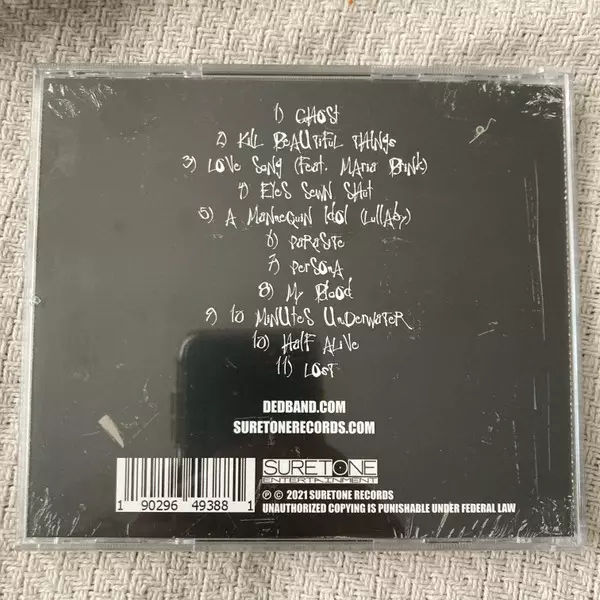 1) GHOST
2) KILL BEAUTIFUL THINGS
3) LOVE SONG (FEAT. MARIA BRINK)
4) EYES SEWN SHUT
5) A MANNEQUIN IDOL (LULLABY)
6) PARASITE
7) PERSONA
8) MY BLOOD
9) 10 MINUTES UNDERWATER
10) HALF ALIVE
11) LOST
DEDBAND.COM
SURETONERECORDS.COM
SURETONE
ENTERTAINMENT
℗ © 2021 SURETONE RECORDS
UNAUTHORIZED COPYING IS PUNISHABLE UNDER FEDERAL LAW
1 90296 49388 1